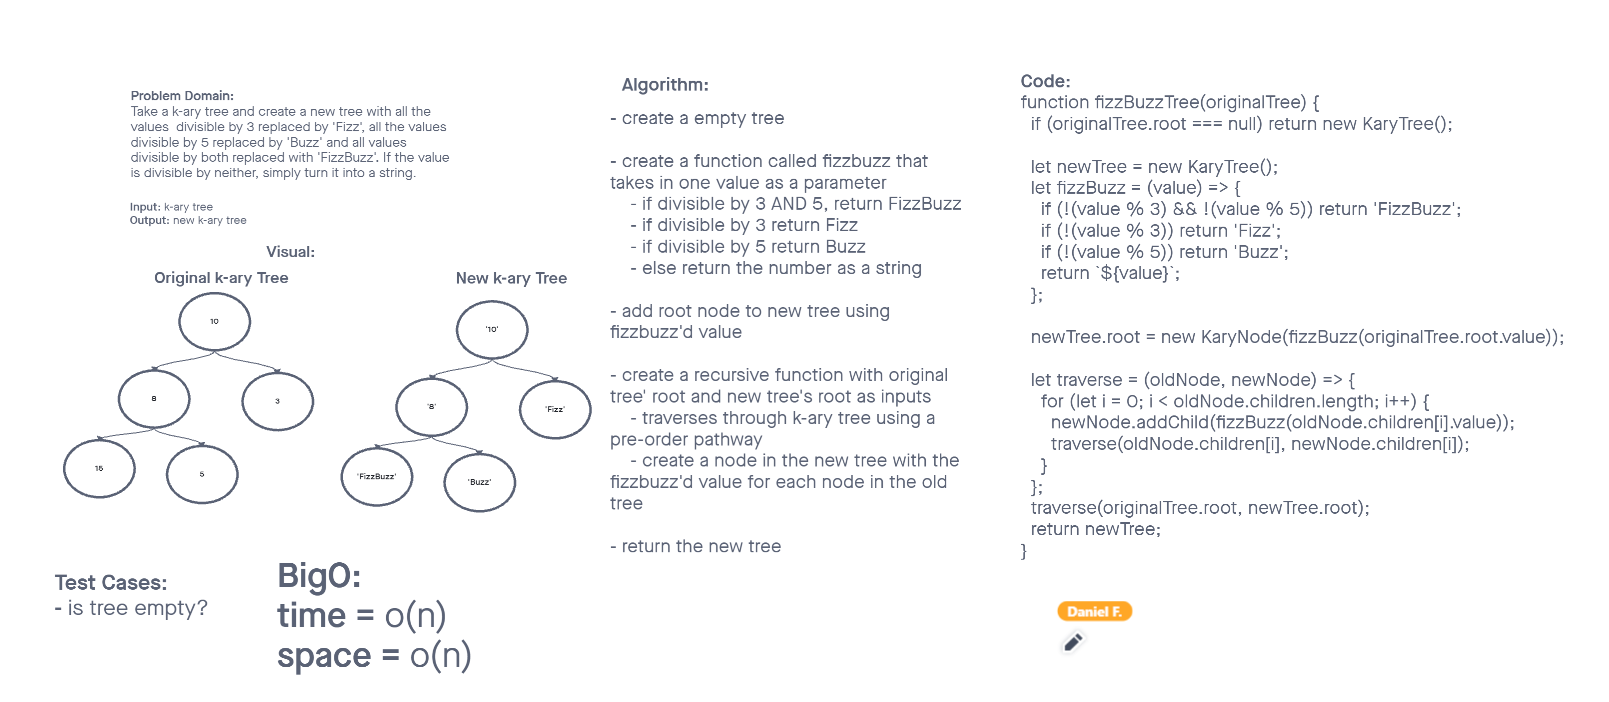 Problem Domain:
Take a k-ary tree and create a new tree with all the
values divisible by 3 replaced by 'Fizz', all the values
divisible by 5 replaced by 'Buzz' and all values
divisible by both replaced with 'FizzBuzz'. If the value
is divisible by neither, simply turn it into a string.
Input: k-ary tree
Output: new k-ary tree
Visual:
Original k-ary Tree
10
8
3
15
5
New k-ary Tree
'10'
'8'
'Fizz'
'FizzBuzz'
'Buzz'
Test Cases:
- is tree empty?
BigO:
time = o(n)
space = o(n)
Algorithm:
- create a empty tree
- create a function called fizzbuzz that
takes in one value as a parameter
- if divisible by 3 AND 5, return FizzBuzz
- if divisible by 3 return Fizz
- if divisible by 5 return Buzz
- else return the number as a string
- add root node to new tree using
fizzbuzz'd value
- create a recursive function with original
tree' root and new tree's root as inputs
- traverses through k-ary tree using a
pre-order pathway
- create a node in the new tree with the
fizzbuzz'd value for each node in the old
tree
- return the new tree
Code:
function fizzBuzzTree(originalTree) {
if (originalTree.root === null) return new KaryTree();
let newTree = new KaryTree();
let fizzBuzz = (value) => {
if (!(value % 3) && !(value % 5)) return 'FizzBuzz';
if (!(value % 3)) return 'Fizz';
if (!(value % 5)) return 'Buzz';
return `${value}`;
};
newTree.root = new KaryNode(fizzBuzz(originalTree.root.value));
let traverse = (oldNode, newNode) => {
for (let i = 0; i < oldNode.children.length; i++) {
newNode.addChild(fizzBuzz(oldNode.children[i].value));
traverse(oldNode.children[i], newNode.children[i]);
}
};
traverse(originalTree.root, newTree.root);
return newTree;
}
Daniel F.